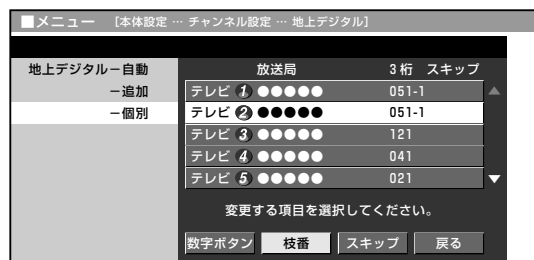 ■メニュー [本体設定 … チャンネル設定 … 地上デジタル]
地上デジタルー自動 放送局 3桁 スキップ
ー追加 テレビ 1 ●●●●● 051-1 ▲
ー個別 テレビ 2 ●●●●● 051-1
テレビ 3 ●●●●● 121
テレビ 4 ●●●●● 041
テレビ 5 ●●●●● 021 ▼
変更する項目を選択してください。
数字ボタン 枝番 スキップ 戻る